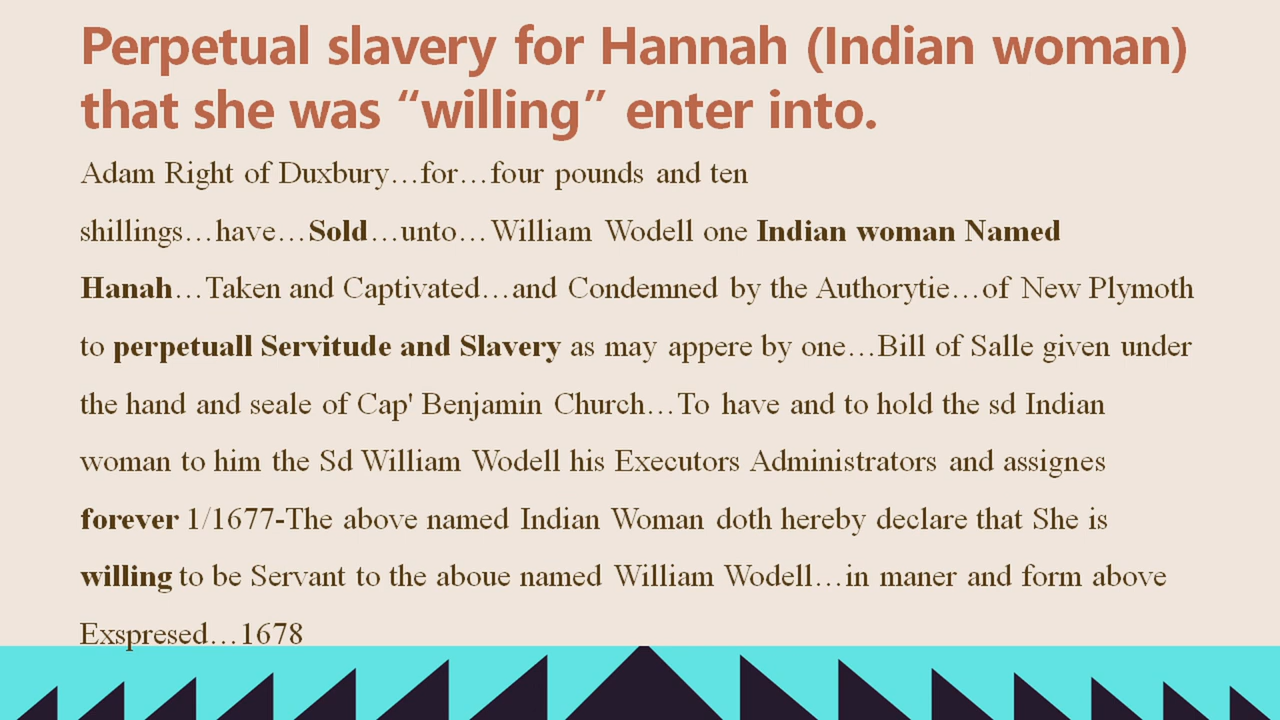 Perpetual slavery for Hannah (Indian woman)
that she was “willing” enter into.
Adam Right of Duxbury…for…four pounds and ten
shillings…have…Sold…unto…William Wodell one Indian woman Named
Hanah…Taken and Captivated…and Condemned by the Authorytie…of New Plymoth
to perpetuall Servitude and Slavery as may appere by one…Bill of Salle given under
the hand and seale of Cap' Benjamin Church…To have and to hold the sd Indian
woman to him the Sd William Wodell his Executors Administrators and assignes
forever 1/1677-The above named Indian Woman doth hereby declare that She is
willing to be Servant to the aboue named William Wodell…in maner and form above
Exspresed…1678